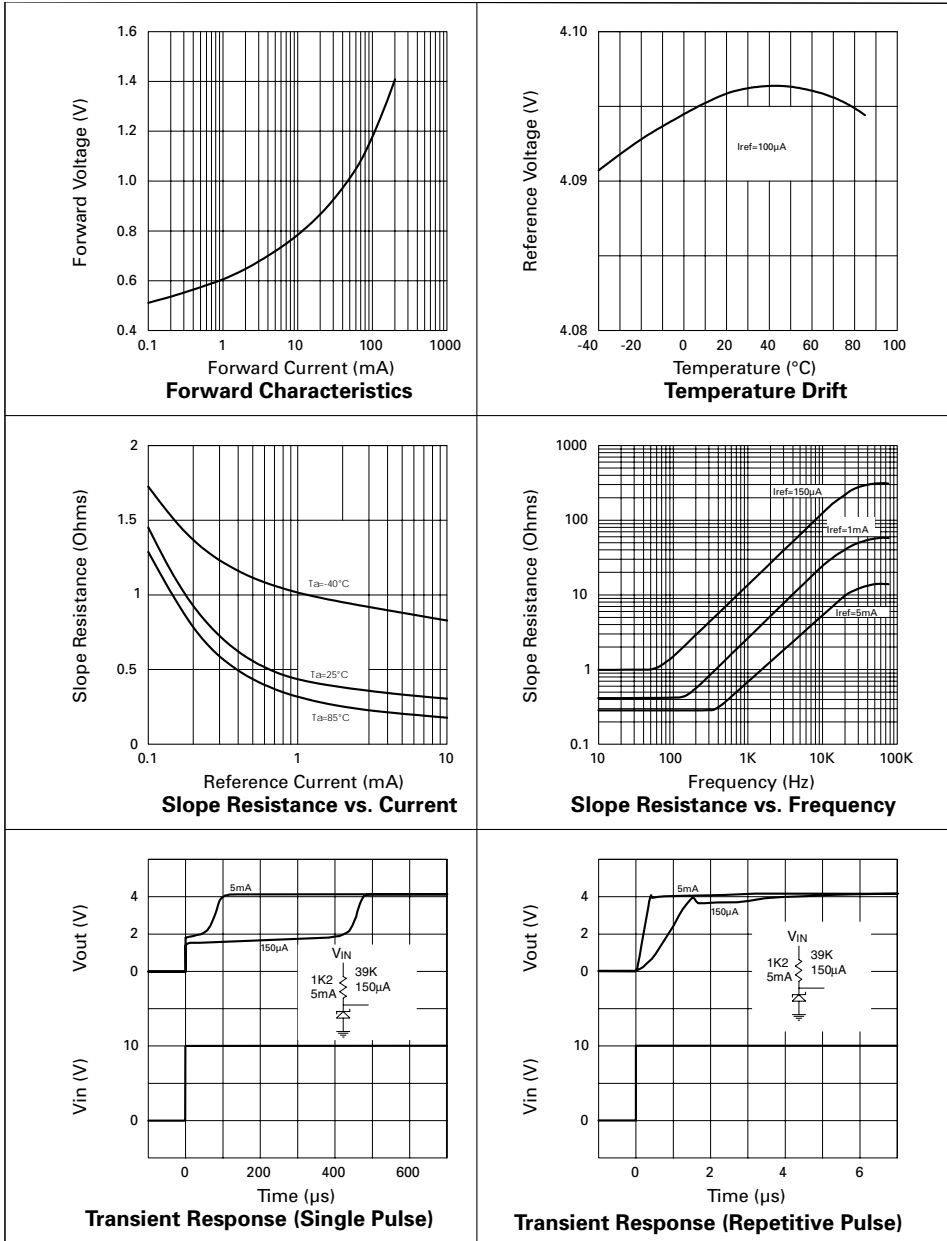 1.6
1.4
1.2
1.0
0.8
0.6
0.4
Forward Voltage (V)
0.1 1 10 100 1000
Forward Current (mA)
Forward Characteristics
4.10
4.09
4.08
Reference Voltage (V)
Iref=100µA
-40 -20 0 20 40 60 80 100
Temperature (°C)
Temperature Drift
2
1.5
1
0.5
0
Slope Resistance (Ohms)
Ta=-40°C
Ta=25°C
Ta=85°C
0.1 1 10
Reference Current (mA)
Slope Resistance vs. Current
1000
100
10
1
0.1
Slope Resistance (Ohms)
Iref=150µA
Iref=1mA
Iref=5mA
10 100 1K 10K 100K
Frequency (Hz)
Slope Resistance vs. Frequency
4
2
0
Vout (V)
5mA
150µA
VIN
1K2 39K
5mA 150µA
10
0
Vin (V)
0 200 400 600
Time (µs)
Transient Response (Single Pulse)
4
2
0
Vout (V)
5mA
150µA
VIN
1K2 39K
5mA 150µA
10
0
Vin (V)
0 2 4 6
Time (µs)
Transient Response (Repetitive Pulse)